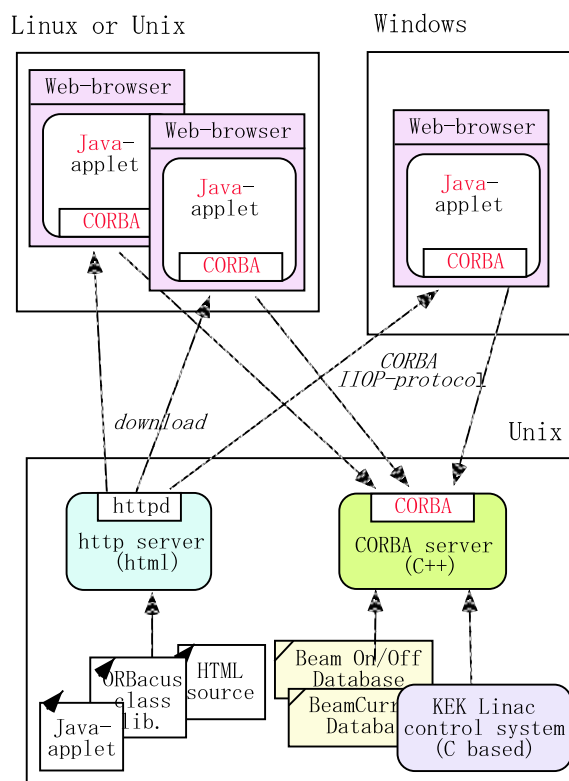 Linux or Unix
Windows
Web-browser
Java-
applet
CORBA
Web-browser
Java-
applet
CORBA
Web-browser
Java-
applet
CORBA
CORBA
IIOP-protocol
download
Unix
httpd
http server
(html)
CORBA
CORBA server
(C++)
HTML
source
ORBacus
class
lib.
Java-
applet
Beam On/Off
Database
BeamCurr
Databa
KEK Linac
control system
(C based)